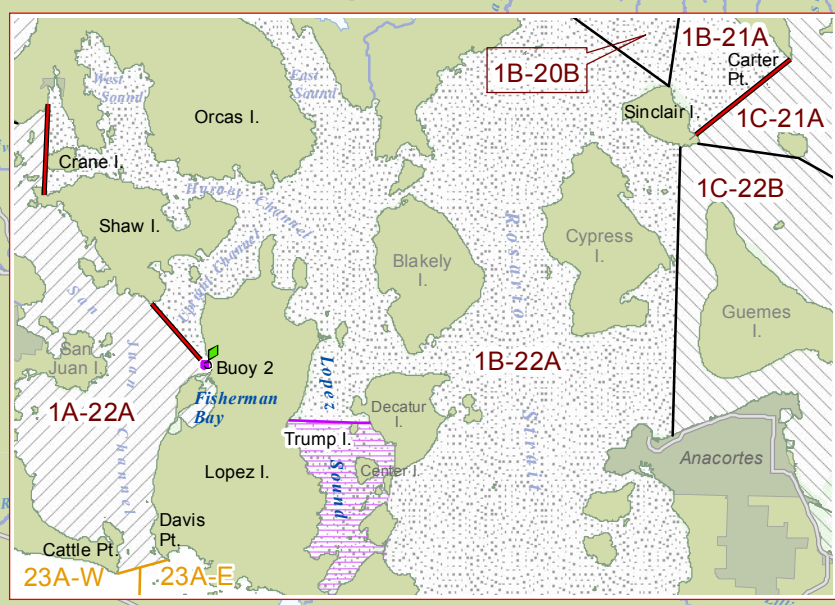 1B-21A
1B-20B
Carter
Pt.
West
Sound
East
Sound
Orcas I.
Sinclair I.
1C-21A
Crane I.
1C-22B
Harney Channel
Shaw I.
Upright Channel
Rosario
Strait
Cypress
I.
Blakely
I.
Guemes
I.
San
Juan
Channel
San
Juan I.
Buoy 2
1B-22A
Lopez
Sound
Fisherman
Bay
1A-22A
Decatur
I.
Trump I.
Center I.
Lopez I.
Anacortes
Davis
Pt.
Cattle Pt.
23A-W
23A-E